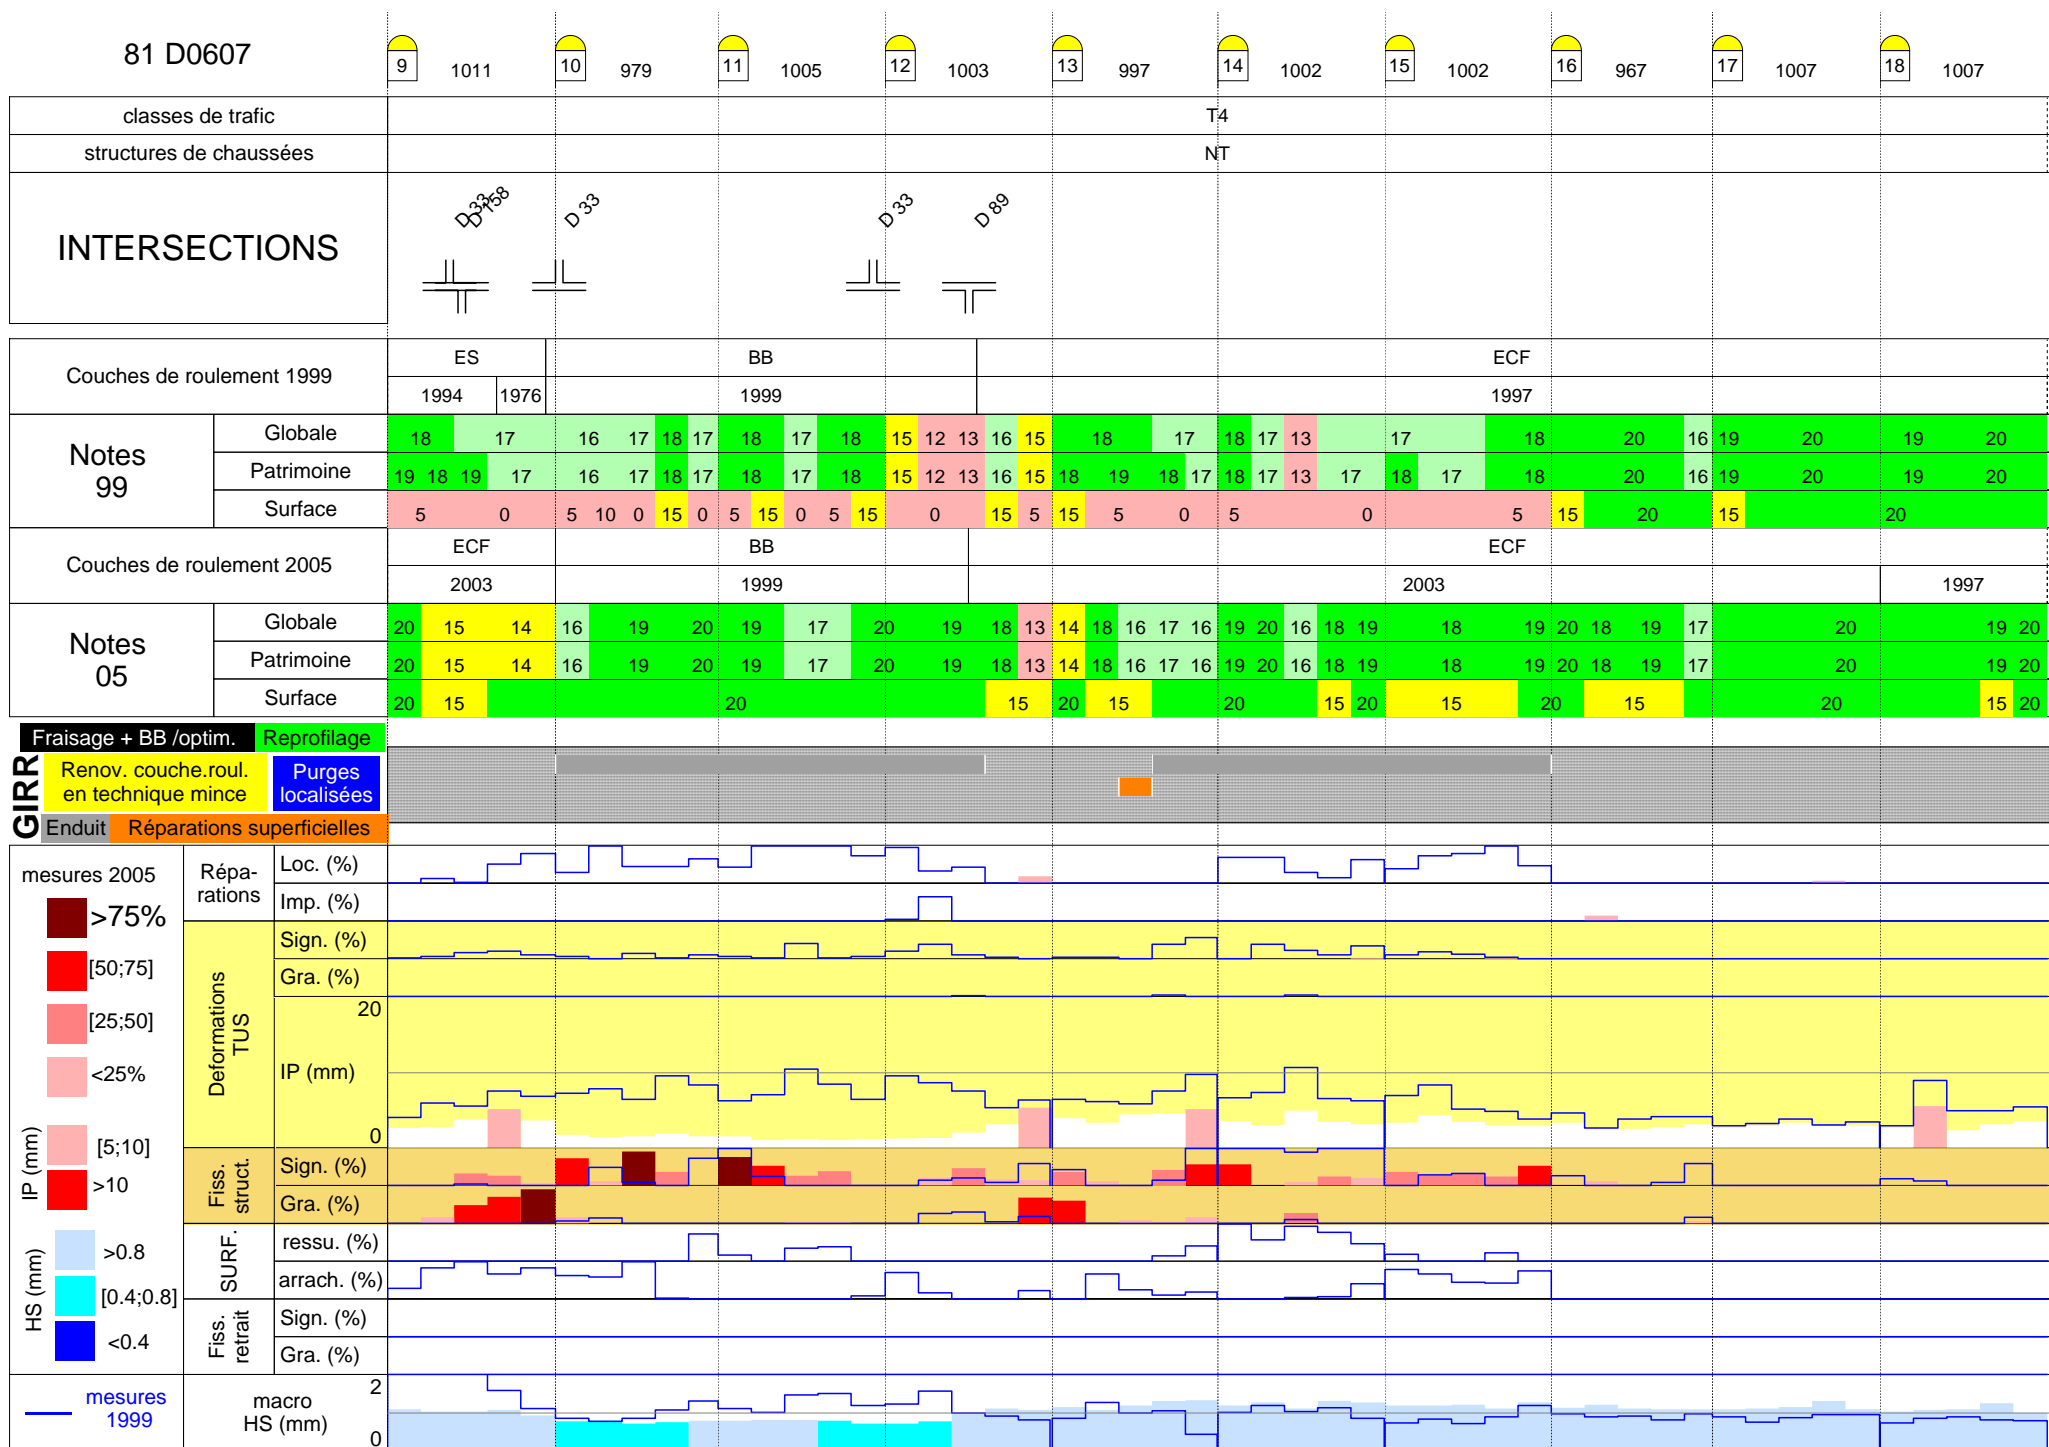 81 D0607
9 1011 10 979 11 1005 12 1003 13 997 14 1002 15 1002 16 967 17 1007 18 1007
classes de trafic T4
structures de chaussées NT
INTERSECTIONS D 33 D 158 D 33 D 33 D 89
Couches de roulement 1999
ES BB ECF
1994 1976 1999 1997
Notes 99
Globale 18 17 16 17 18 17 18 17 18 15 12 13 16 15 18 17 18 17 13 17 18 20 16 19 20 19 20
Patrimoine 19 18 19 17 16 17 18 17 18 17 18 15 12 13 16 15 18 19 18 17 18 17 13 17 18 17 18 20 16 19 20 19 20
Surface 5 0 5 10 0 15 0 5 15 0 5 15 0 15 5 15 5 0 5 0 5 15 20 15 20
Couches de roulement 2005
ECF BB ECF
2003 1999 2003 1997
Notes 05
Globale 20 15 14 16 19 20 19 17 20 19 18 13 14 18 16 17 16 19 20 16 18 19 18 19 20 18 19 17 20 19 20
Patrimoine 20 15 14 16 19 20 19 17 20 19 18 13 14 18 16 17 16 19 20 16 18 19 18 19 20 18 19 17 20 19 20
Surface 20 15 20 15 20 15 20 15 20 15 20 15 20 15 20
GIRR
Fraisage + BB /optim. Reprofilage
Renov. couche.roul.
en technique mince
Purges
localisées
Enduit Réparations superficielles
mesures 2005
>75%
[50;75]
[25;50]
<25%
IP (mm)
[5;10]
>10
HS (mm)
>0.8
[0.4;0.8]
<0.4
mesures
1999
Répa-
rations
Loc. (%)
Imp. (%)
Deformations
TUS
Sign. (%)
Gra. (%)
20
IP (mm)
0
Fiss.
struct.
Sign. (%)
Gra. (%)
SURF.
ressu. (%)
arrach. (%)
Fiss.
retrait
Sign. (%)
Gra. (%)
macro
HS (mm)
2
0